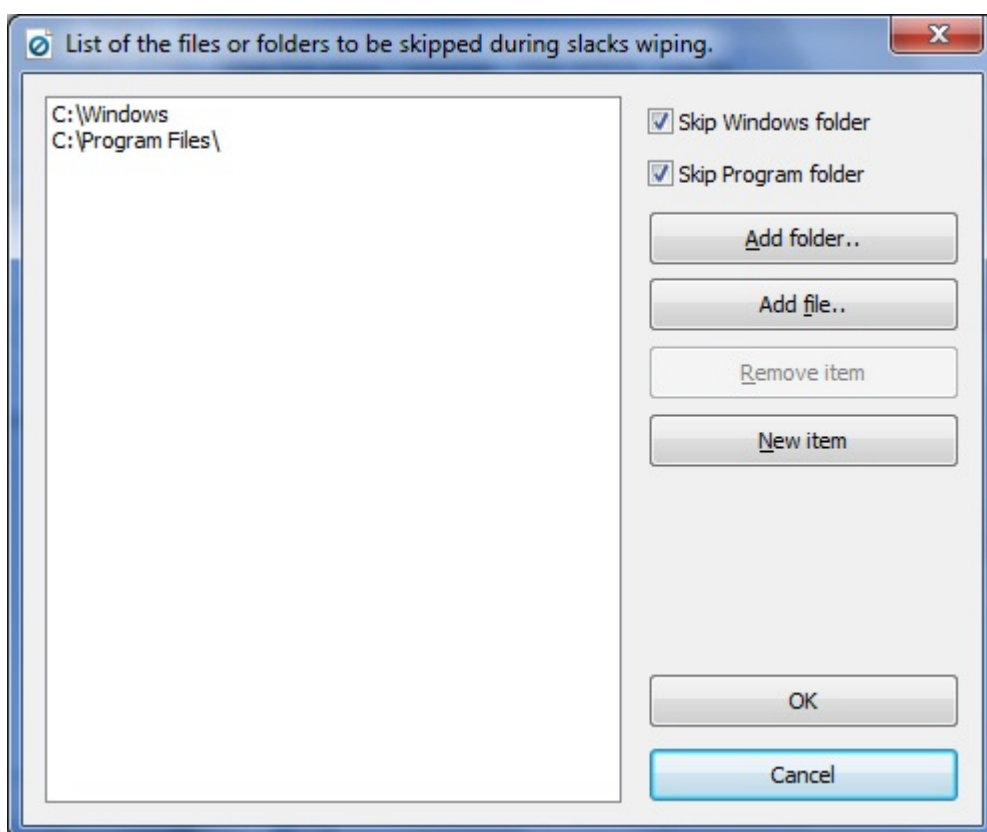 List of the files or folders to be skipped during slacks wiping.
C:\Windows
C:\Program Files\
Skip Windows folder
Skip Program folder
Add folder..
Add file..
Remove item
New item
OK
Cancel